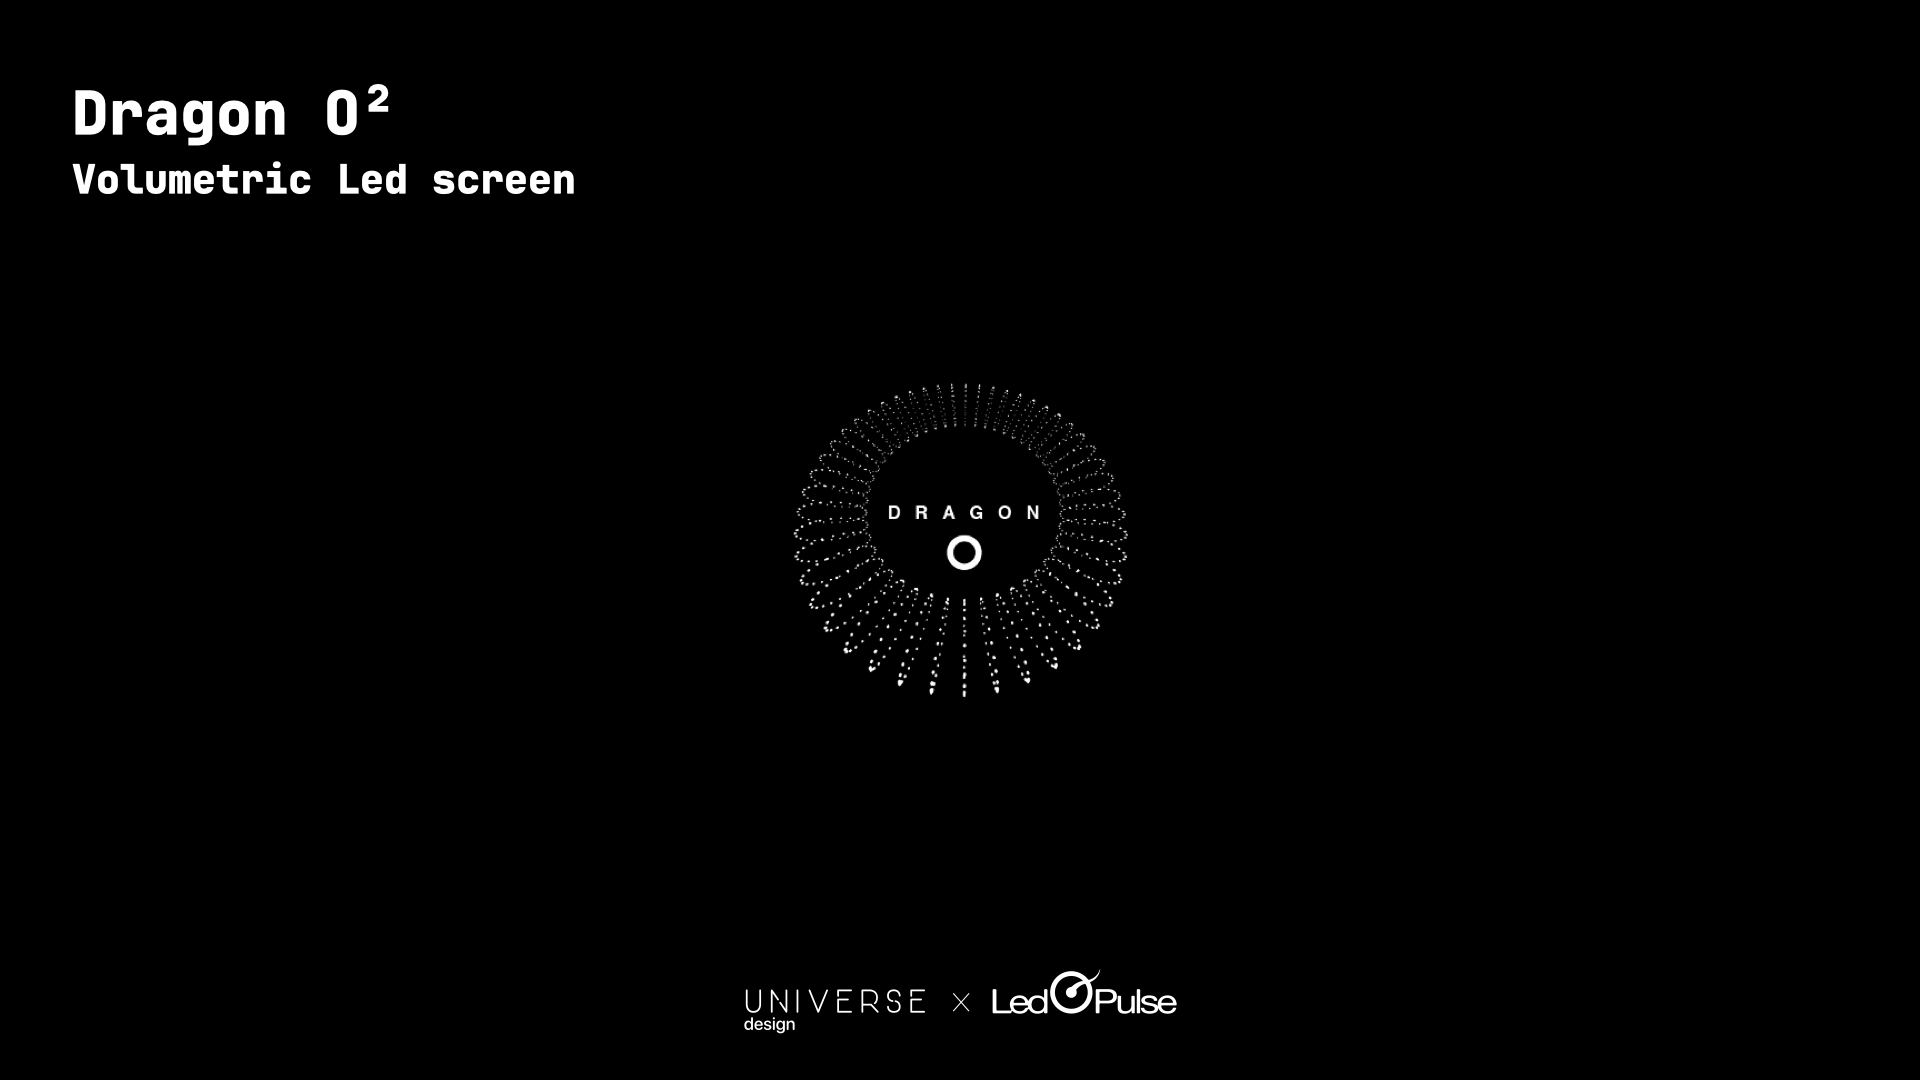 Dragon O²
Volumetric Led screen
DRAGON
O
UNIVERSE design × LedPulse